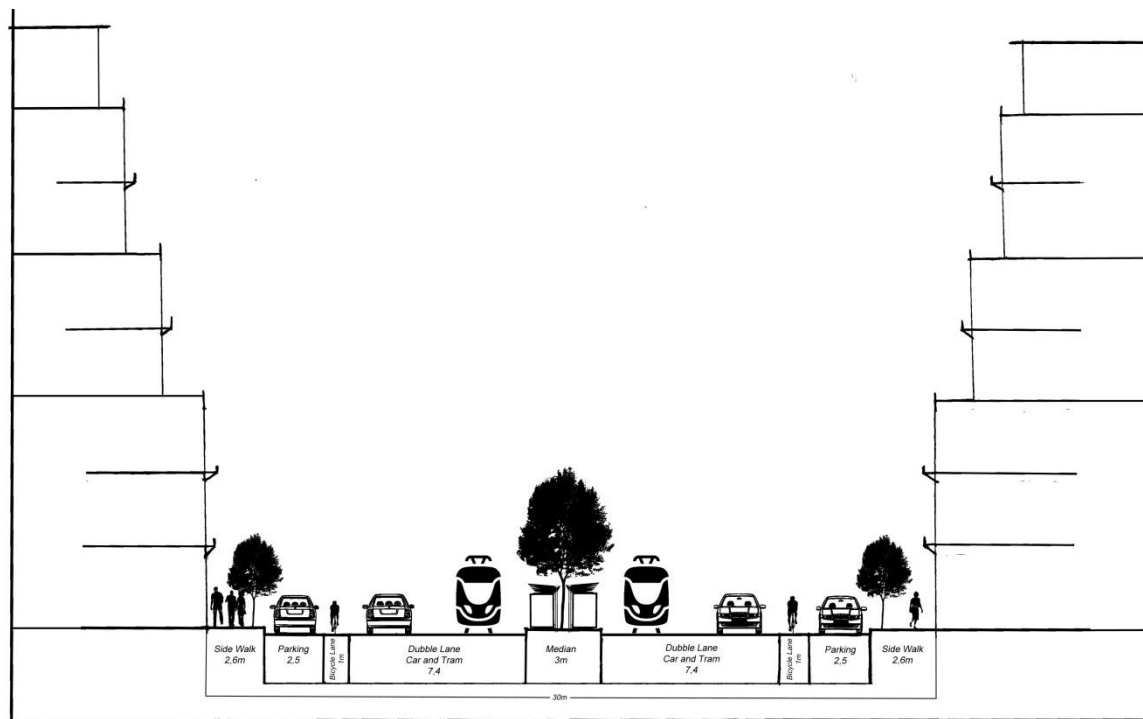 Side Walk
2,6m
Parking
2,5
Bicycle Lane
1m
Dubble Lane
Car and Tram
7,4
Median
3m
Dubble Lane
Car and Tram
7,4
Bicycle Lane
1m
Parking
2,5
Side Walk
2,6m
30m